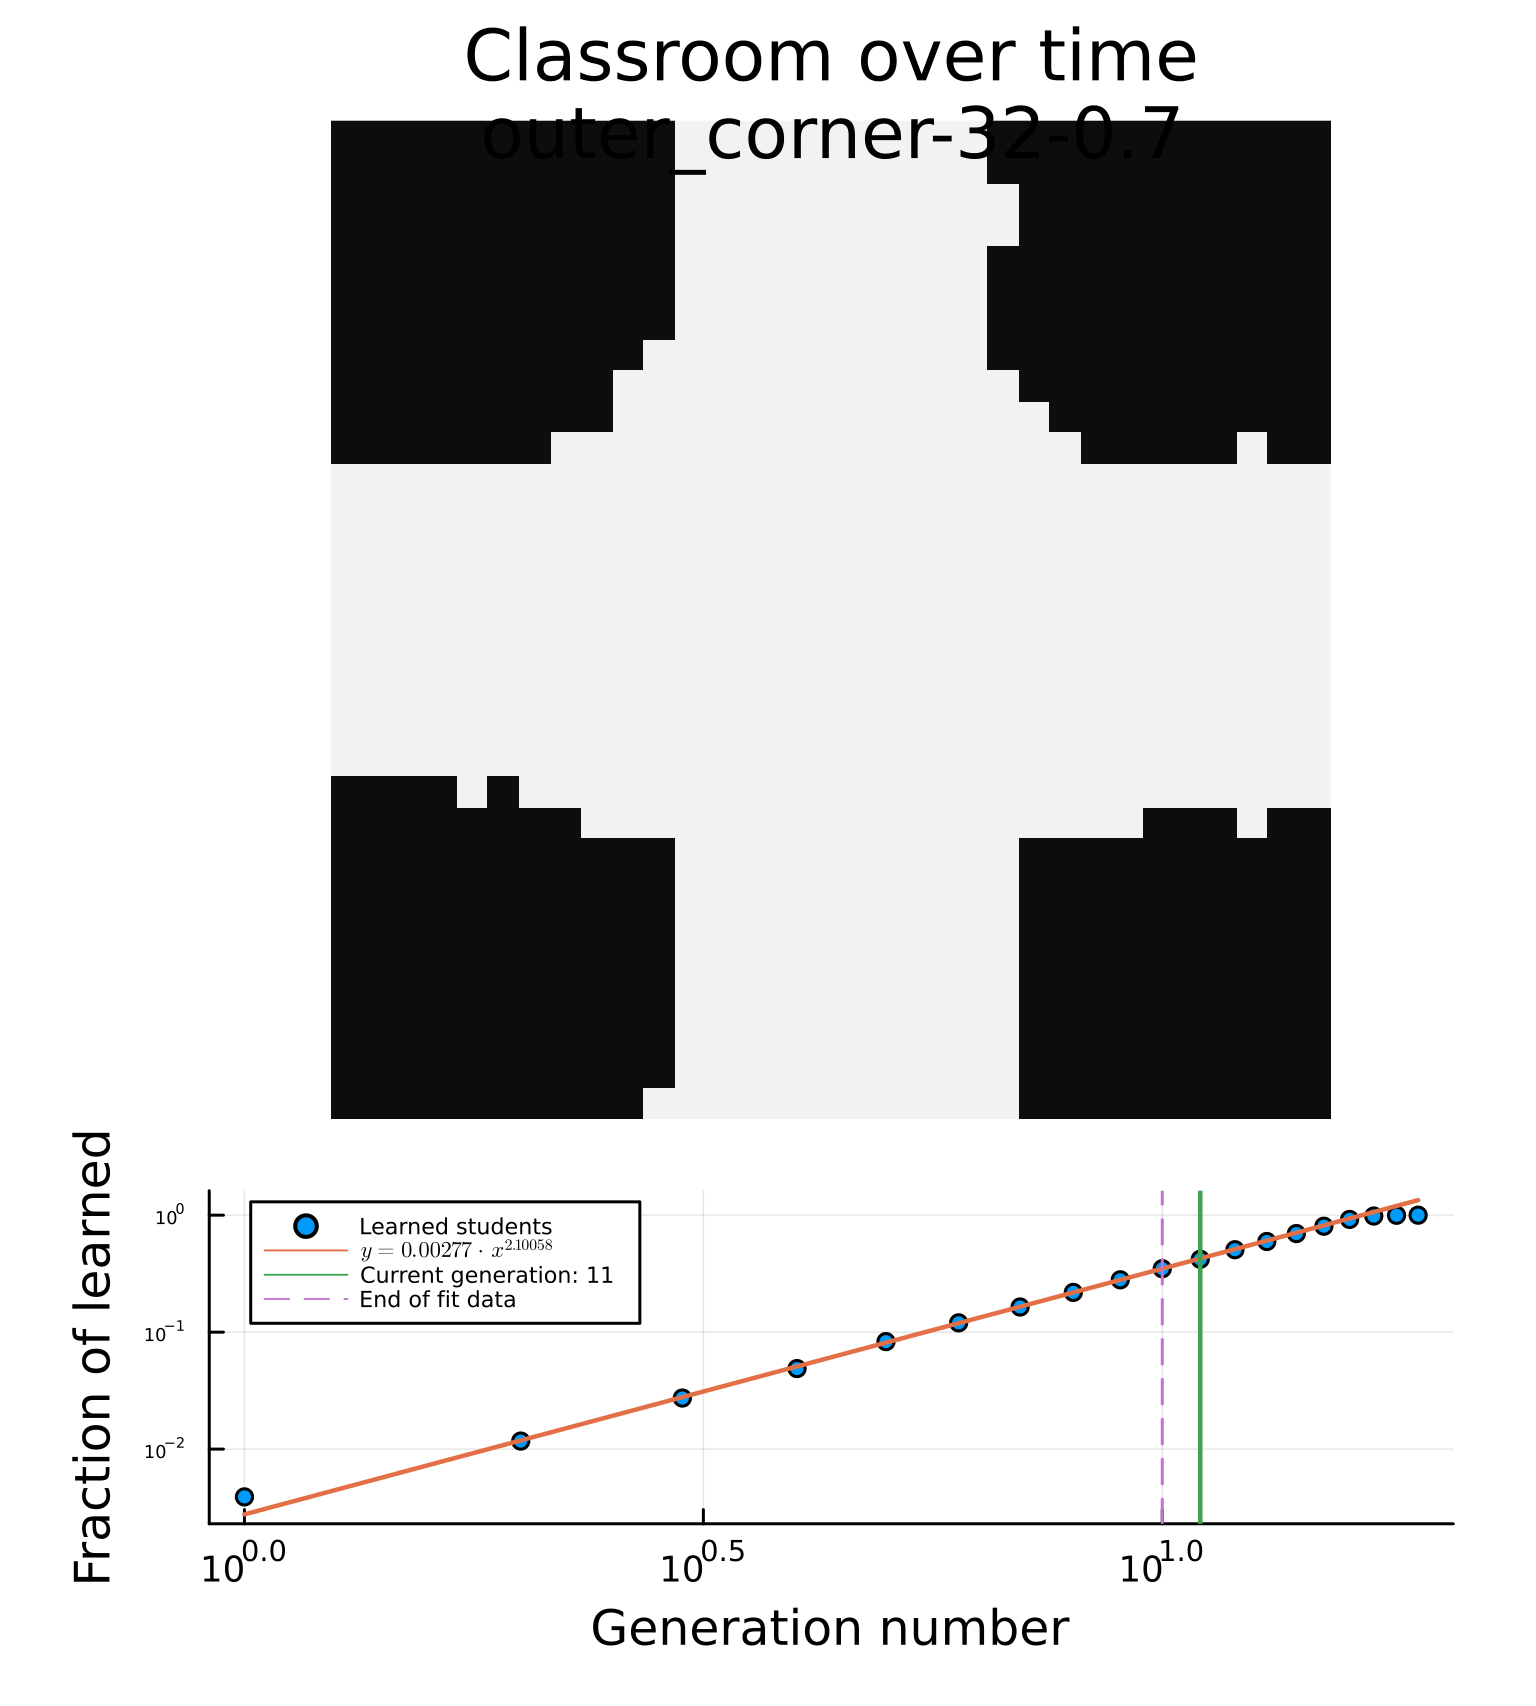 Classroom over time
outer_corner-32-0.7
Fraction of learned
10⁰
10⁻¹
10⁻²
Learned students
y = 0.00277 · x^2.10058
Current generation: 11
End of fit data
10^0.0
10^0.5
10^1.0
Generation number